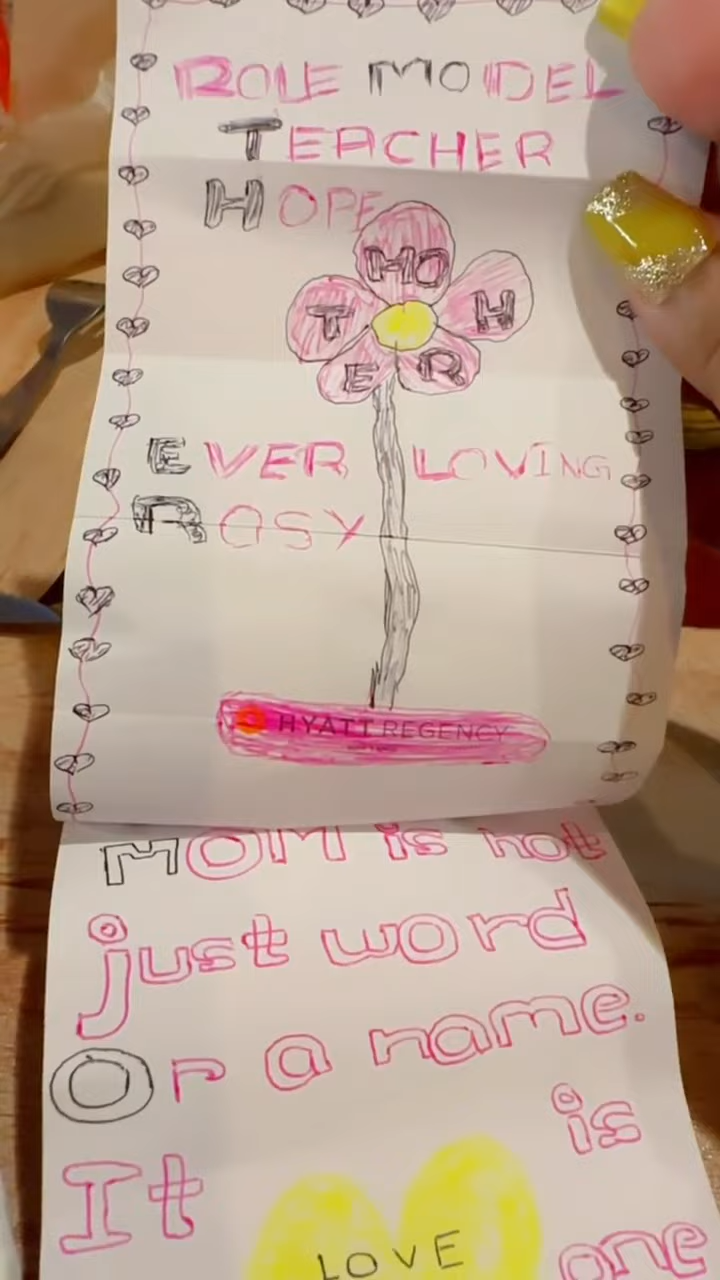 ROLE MODEL
TEACHER
HOPE
MO
T H
E R
EVER LOVING
ROSY
HYATT REGENCY
MOM is not
just word
Or a name.
It is
LOVE one